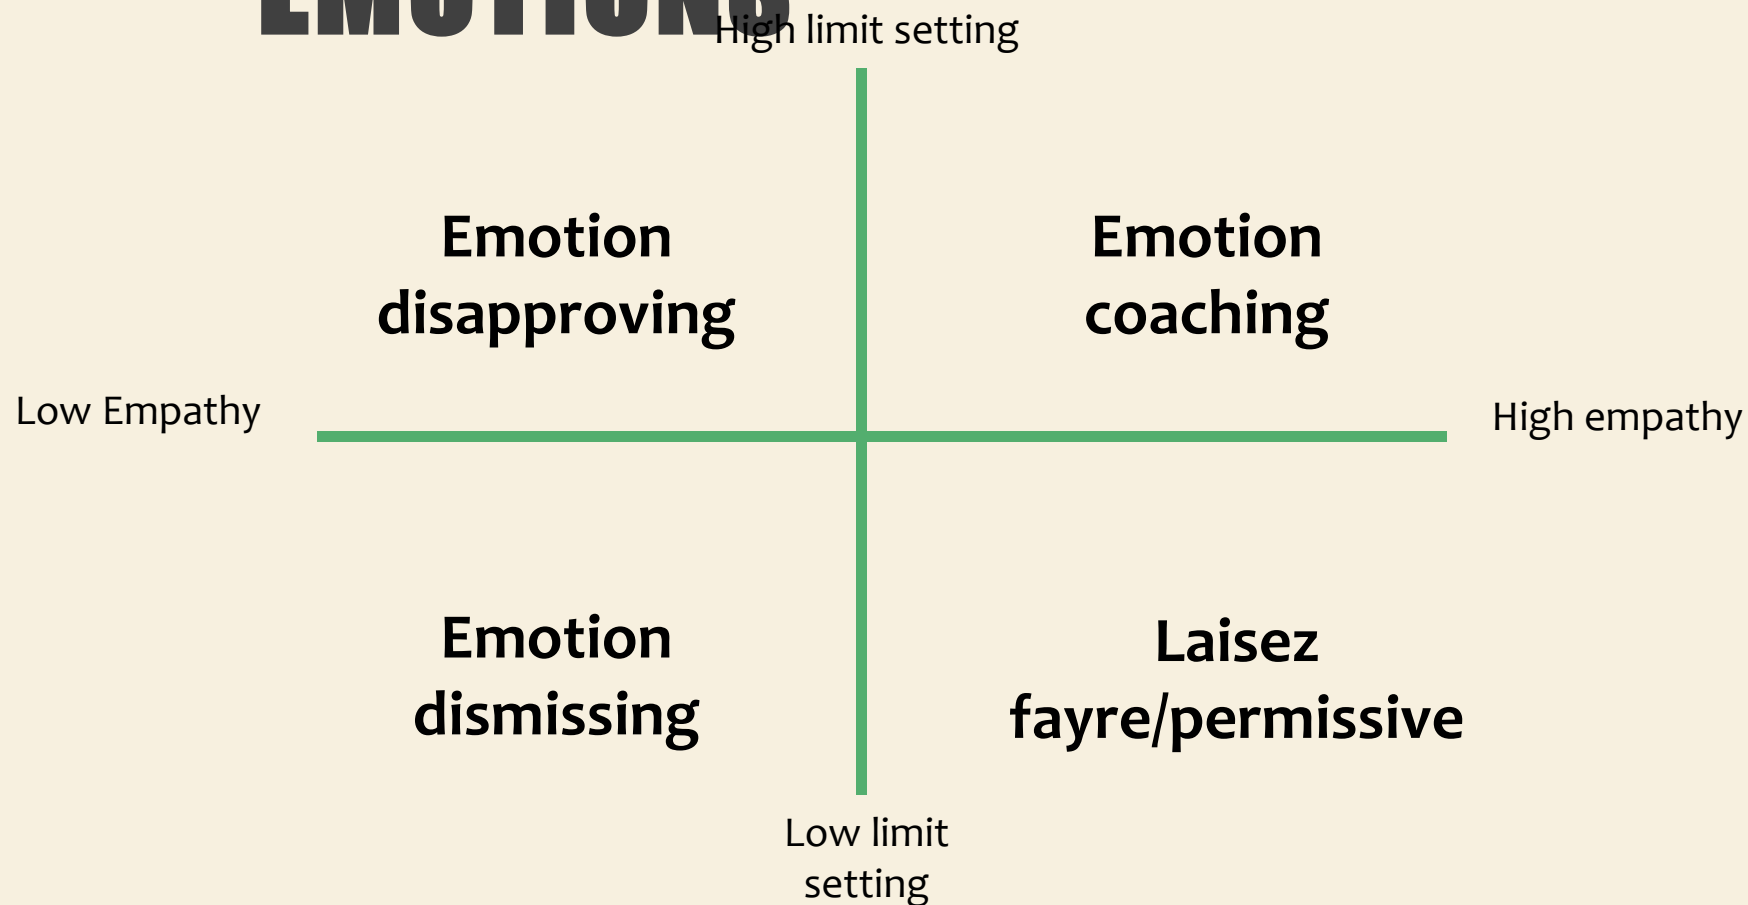 EMOTIONS
High limit setting
Emotion
disapproving
Emotion
coaching
Low Empathy
High empathy
Emotion
dismissing
Laisez
fayre/permissive
Low limit
setting